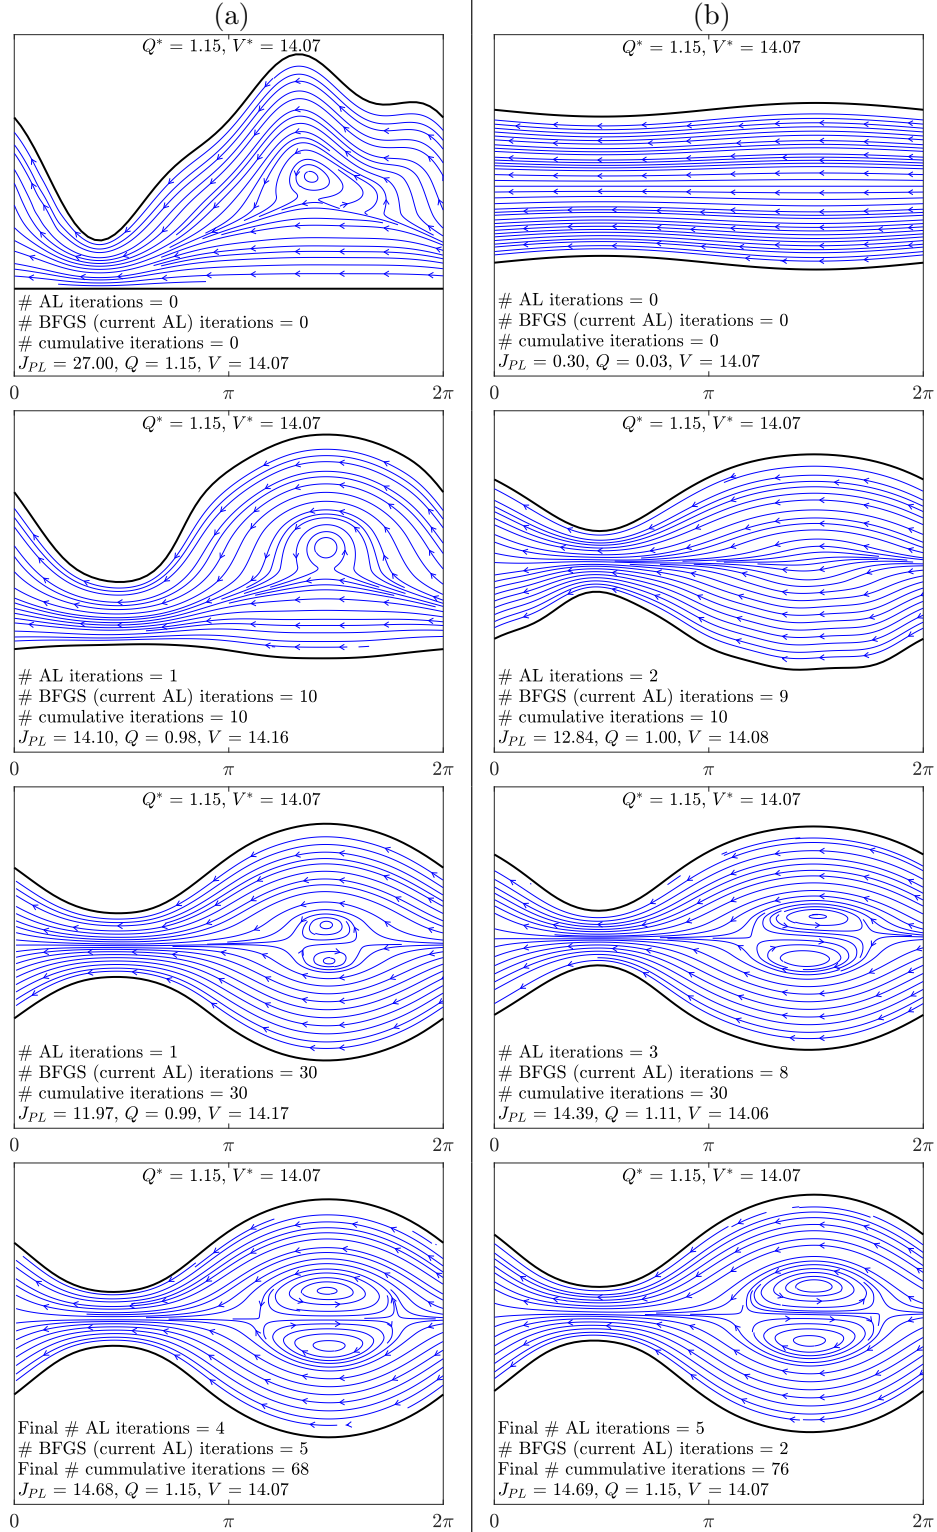 (a)
Q* = 1.15, V* = 14.07
# AL iterations = 0
# BFGS (current AL) iterations = 0
# cumulative iterations = 0
J_PL = 27.00, Q = 1.15, V = 14.07
0 π 2π
Q* = 1.15, V* = 14.07
# AL iterations = 1
# BFGS (current AL) iterations = 10
# cumulative iterations = 10
J_PL = 14.10, Q = 0.98, V = 14.16
0 π 2π
Q* = 1.15, V* = 14.07
# AL iterations = 1
# BFGS (current AL) iterations = 30
# cumulative iterations = 30
J_PL = 11.97, Q = 0.99, V = 14.17
0 π 2π
Q* = 1.15, V* = 14.07
Final # AL iterations = 4
# BFGS (current AL) iterations = 5
Final # cummulative iterations = 68
J_PL = 14.68, Q = 1.15, V = 14.07
0 π 2π
(b)
Q* = 1.15, V* = 14.07
# AL iterations = 0
# BFGS (current AL) iterations = 0
# cumulative iterations = 0
J_PL = 0.30, Q = 0.03, V = 14.07
0 π 2π
Q* = 1.15, V* = 14.07
# AL iterations = 2
# BFGS (current AL) iterations = 9
# cumulative iterations = 10
J_PL = 12.84, Q = 1.00, V = 14.08
0 π 2π
Q* = 1.15, V* = 14.07
# AL iterations = 3
# BFGS (current AL) iterations = 8
# cumulative iterations = 30
J_PL = 14.39, Q = 1.11, V = 14.06
0 π 2π
Q* = 1.15, V* = 14.07
Final # AL iterations = 5
# BFGS (current AL) iterations = 2
Final # cummulative iterations = 76
J_PL = 14.69, Q = 1.15, V = 14.07
0 π 2π